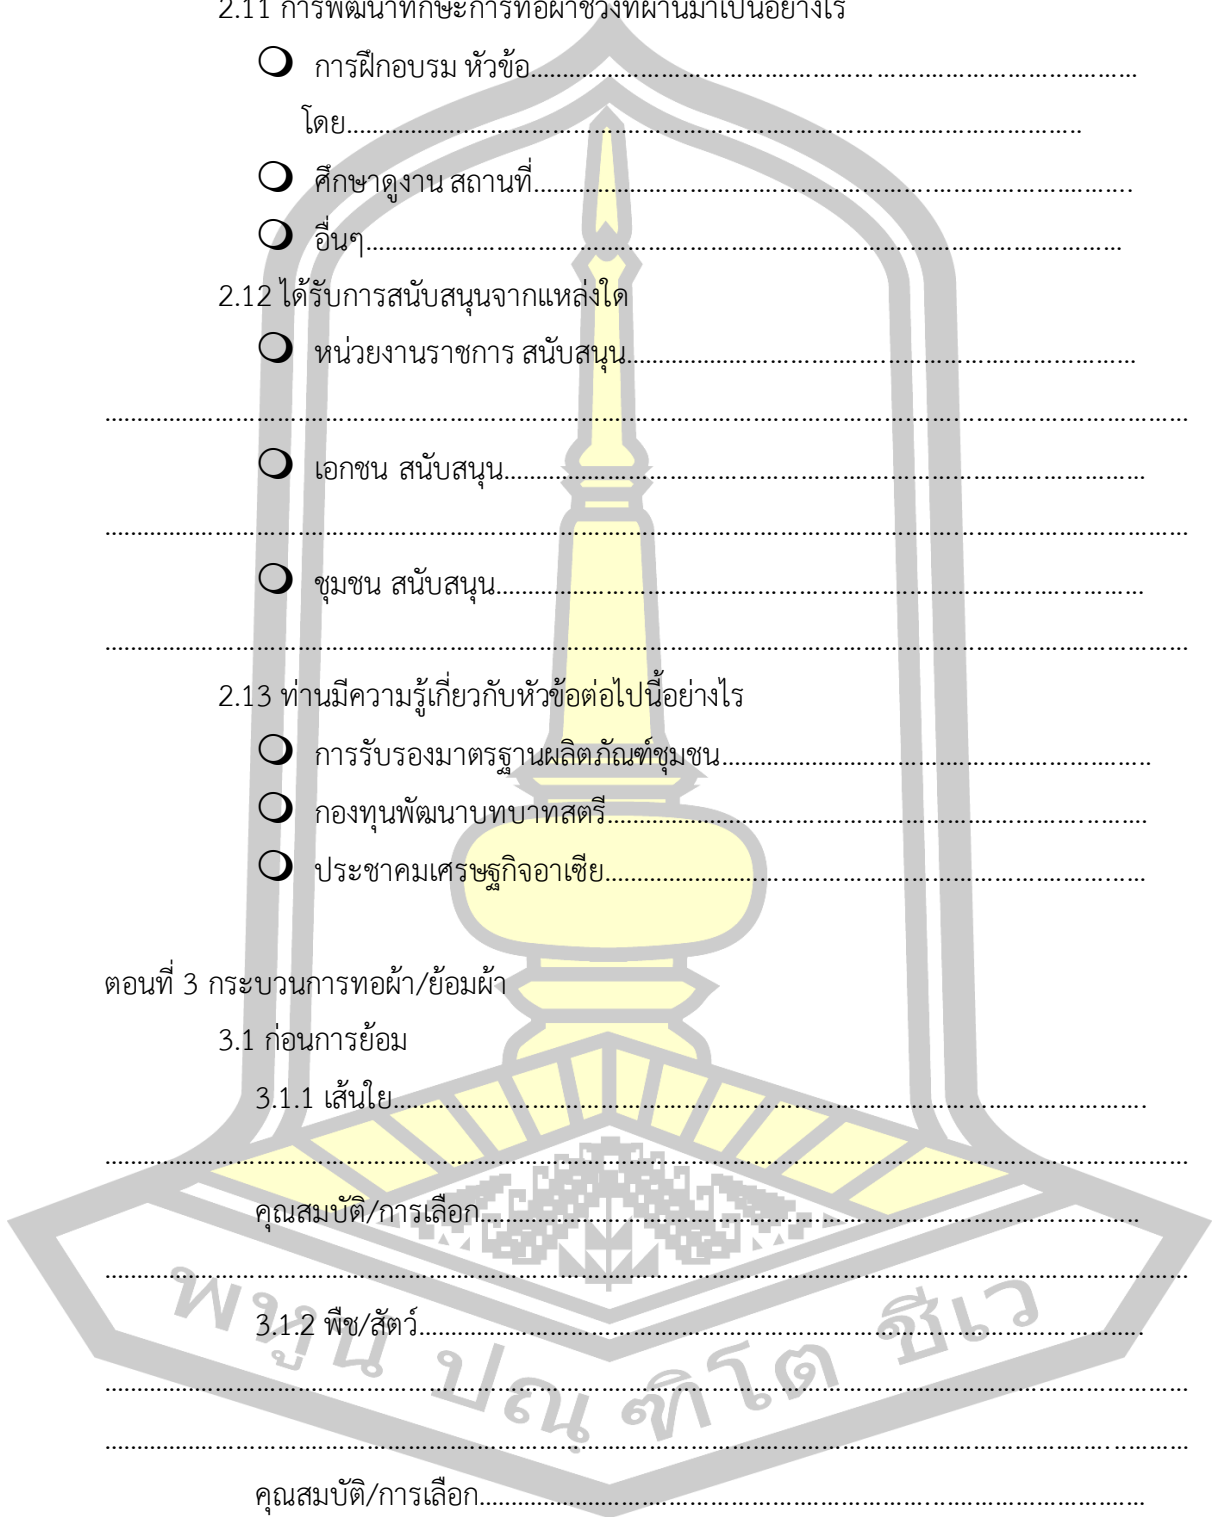 2.11 การพัฒนาทักษะการทอผ้าช่วงที่ผ่านมาเป็นอย่างไร
❍ การฝึกอบรม หัวข้อ........................................................................
โดย........................................................................
❍ ศึกษาดูงาน สถานที่........................................................................
❍ อื่นๆ........................................................................
2.12 ได้รับการสนับสนุนจากแหล่งใด
❍ หน่วยงานราชการ สนับสนุน........................................................................
........................................................................
❍ เอกชน สนับสนุน........................................................................
........................................................................
❍ ชุมชน สนับสนุน........................................................................
........................................................................
2.13 ท่านมีความรู้เกี่ยวกับหัวข้อต่อไปนี้อย่างไร
❍ การรับรองมาตรฐานผลิตภัณฑ์ชุมชน........................................................................
❍ กองทุนพัฒนาบทบาทสตรี........................................................................
❍ ประชาคมเศรษฐกิจอาเซีย........................................................................
ตอนที่ 3 กระบวนการทอผ้า/ย้อมผ้า
3.1 ก่อนการย้อม
3.1.1 เส้นใย........................................................................
........................................................................
คุณสมบัติ/การเลือก........................................................................
........................................................................
3.1.2 พืช/สัตว์........................................................................
........................................................................
........................................................................
คุณสมบัติ/การเลือก........................................................................
พหูน ปณฺ ฑิโต ชีเว